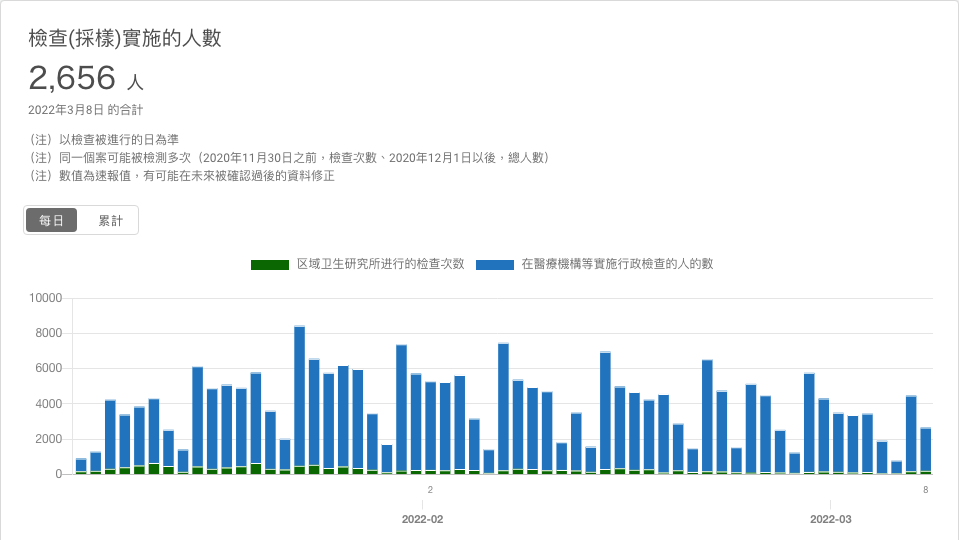 檢查(採樣)實施的人數
2,656 人
2022年3月8日 的合計
（注）以檢查被進行的日為準
（注）同一個案可能被檢測多次（2020年11月30日之前，檢查次數、2020年12月1日以後，總人數）
（注）數值為速報值，有可能在未來被確認過後的資料修正
每日 累計
区域卫生研究所进行的检查次数 在醫療機構等實施行政檢查的人的數
10000
8000
6000
4000
2000
0
2 8
2022-02 2022-03